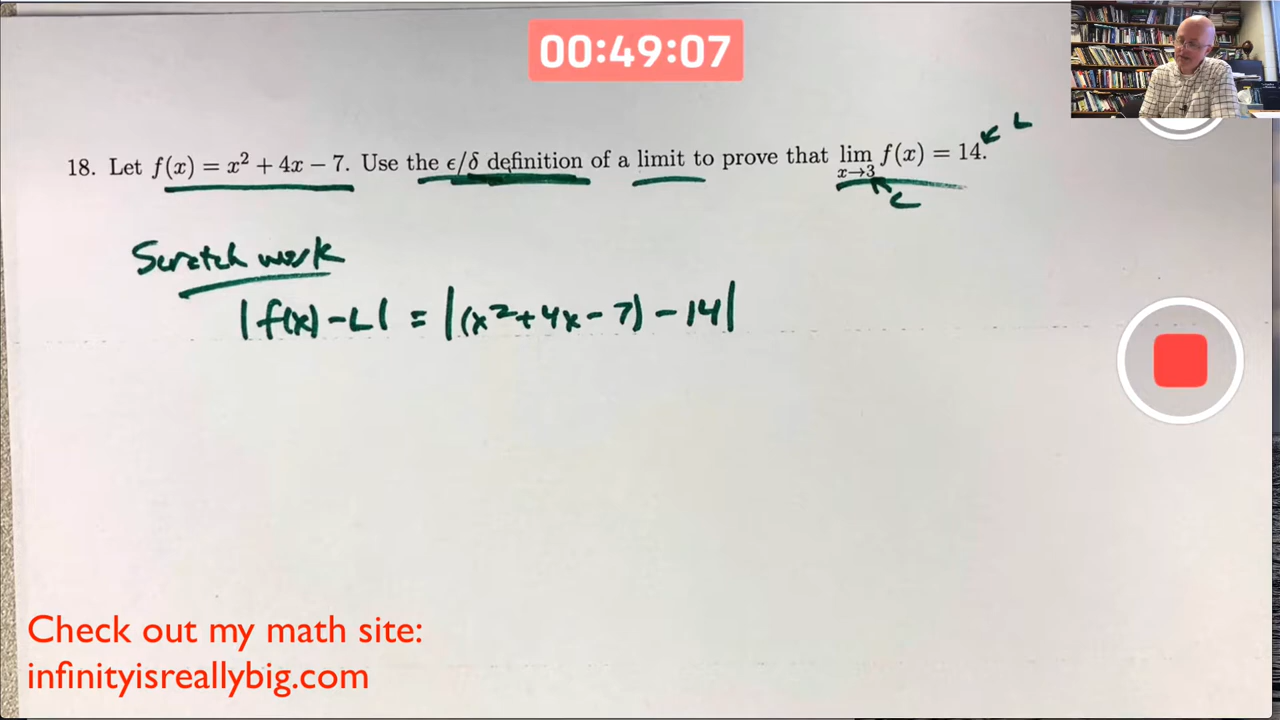 00:49:07
L
18. Let f(x) = x² + 4x − 7. Use the ϵ/δ definition of a limit to prove that lim x→3 f(x) = 14.
C
Scratch work
|f(x) − L| = |(x² + 4x − 7) − 14|
Check out my math site:
infinityisreallybig.com